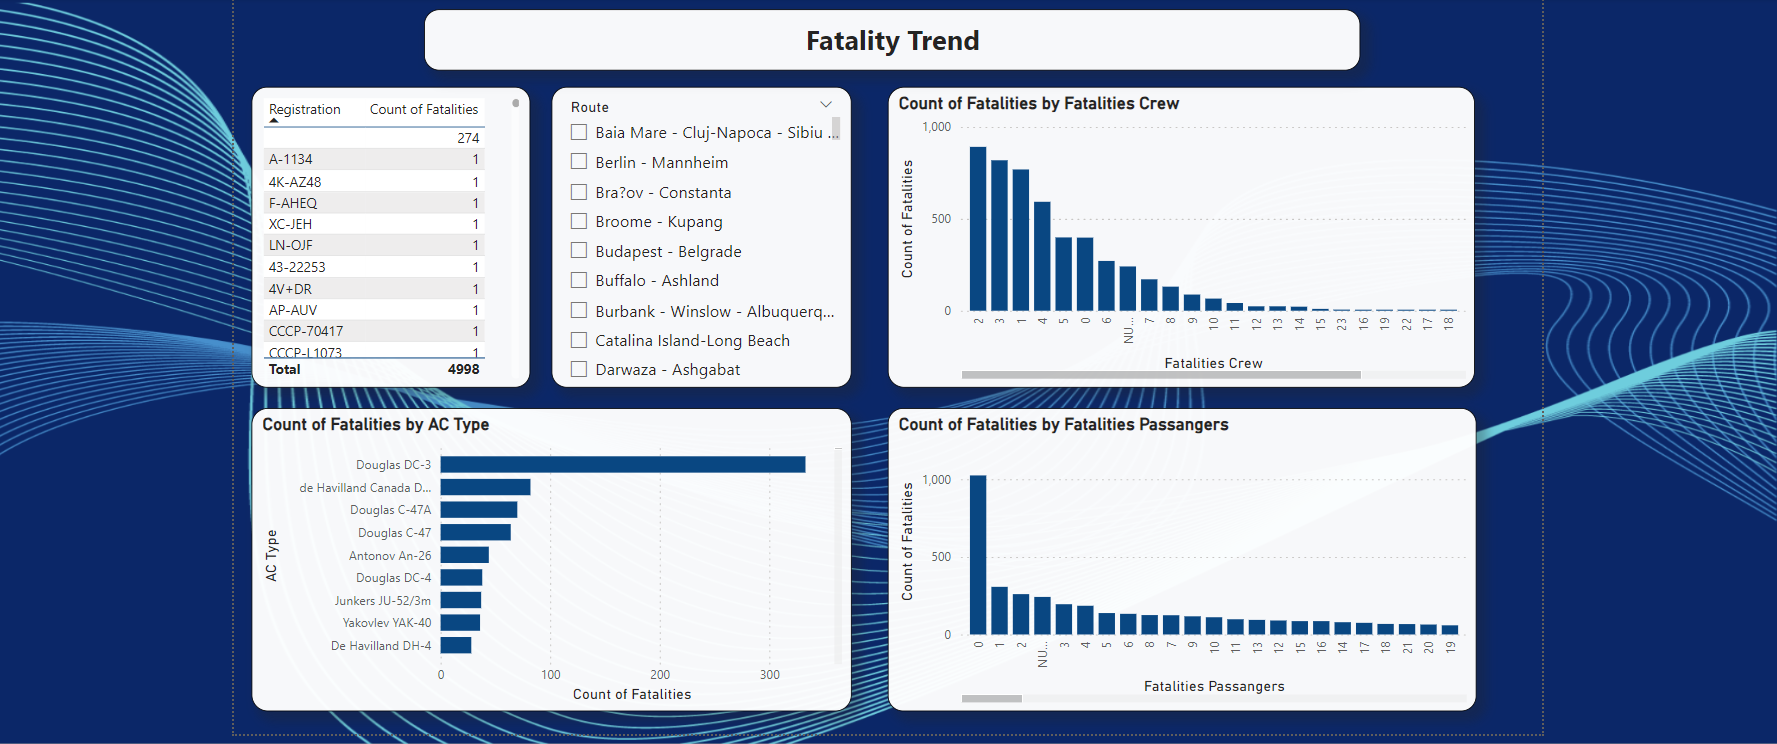 Fatality Trend
Registration Count of Fatalities
274
A-1134 1
4K-AZ48 1
F-AHEQ 1
XC-JEH 1
LN-OJF 1
43-22253 1
4V+DR 1
AP-AUV 1
CCCP-70417 1
CCCP-L1073 1
Total 4998
Route
Baia Mare - Cluj-Napoca - Sibiu ...
Berlin - Mannheim
Bra?ov - Constanta
Broome - Kupang
Budapest - Belgrade
Buffalo - Ashland
Burbank - Winslow - Albuquerq...
Catalina Island-Long Beach
Darwaza - Ashgabat
Count of Fatalities by Fatalities Crew
Count of Fatalities
1,000
500
0
2 3 1 4 5 0 6 NU... 7 8 9 10 11 12 13 14 15 23 16 19 22 17 18
Fatalities Crew
Count of Fatalities by AC Type
AC Type
Douglas DC-3
de Havilland Canada D...
Douglas C-47A
Douglas C-47
Antonov An-26
Douglas DC-4
Junkers JU-52/3m
Yakovlev YAK-40
De Havilland DH-4
0 100 200 300
Count of Fatalities
Count of Fatalities by Fatalities Passangers
Count of Fatalities
1,000
500
0
0 1 2 NU... 3 4 5 6 8 7 9 10 11 13 12 15 16 14 17 18 21 20 19
Fatalities Passangers